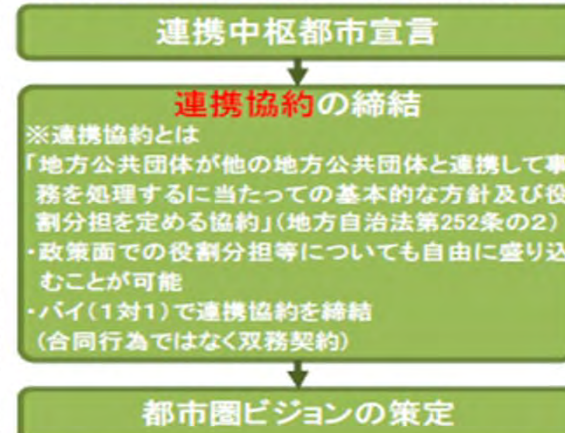 連携中枢都市宣言
連携協約の締結
※連携協約とは
「地方公共団体が他の地方公共団体と連携して事
務を処理するに当たっての基本的な方針及び役
割分担を定める協約」(地方自治法第252条の2)
・政策面での役割分担等についても自由に盛り込
むことが可能
・バイ(1対1)で連携協約を締結
(合同行為ではなく双務契約)
都市圏ビジョンの策定